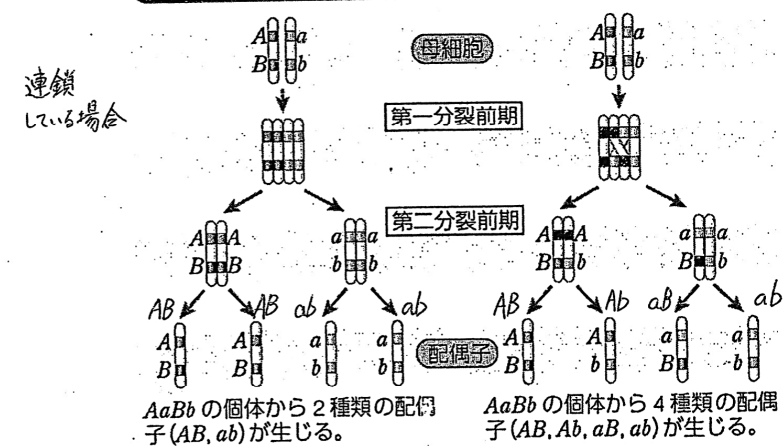 A a
B b
母細胞
A a
B b
連鎖
している場合
第一分裂前期
第二分裂前期
A A
B B
a a
b b
A A
B b
a a
B b
AB AB ab ab
AB Ab aB ab
A A a a
B B b b
配偶子
A A a a
B b B b
AaBb の個体から2種類の配偶
子(AB, ab)が生じる。
AaBb の個体から4種類の配偶
子(AB, Ab, aB, ab)が生じる。